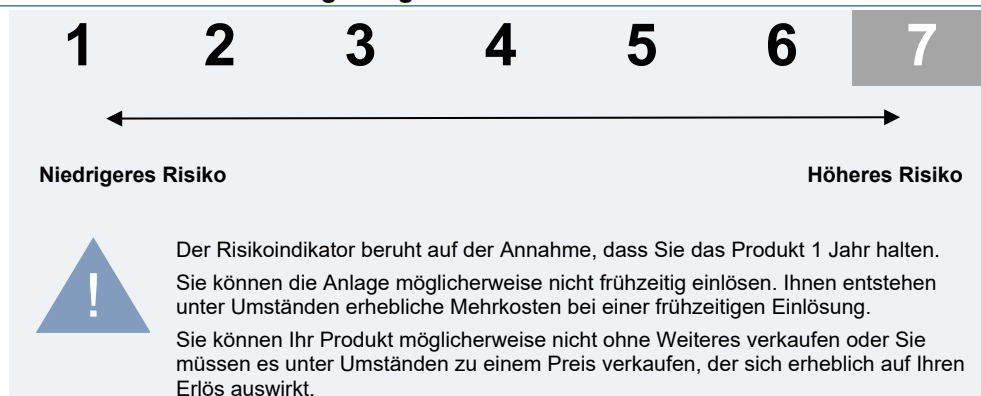 1 2 3 4 5 6 7
Niedrigeres Risiko Höheres Risiko
!
Der Risikoindikator beruht auf der Annahme, dass Sie das Produkt 1 Jahr halten.
Sie können die Anlage möglicherweise nicht frühzeitig einlösen. Ihnen entstehen
unter Umständen erhebliche Mehrkosten bei einer frühzeitigen Einlösung.
Sie können Ihr Produkt möglicherweise nicht ohne Weiteres verkaufen oder Sie
müssen es unter Umständen zu einem Preis verkaufen, der sich erheblich auf Ihren
Erlös auswirkt.